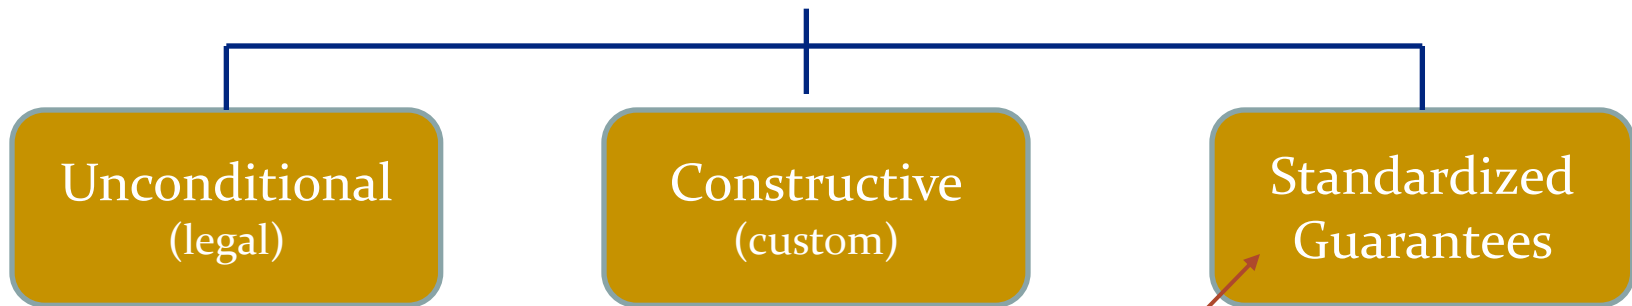 Unconditional
(legal)
Constructive
(custom)
Standardized
Guarantees